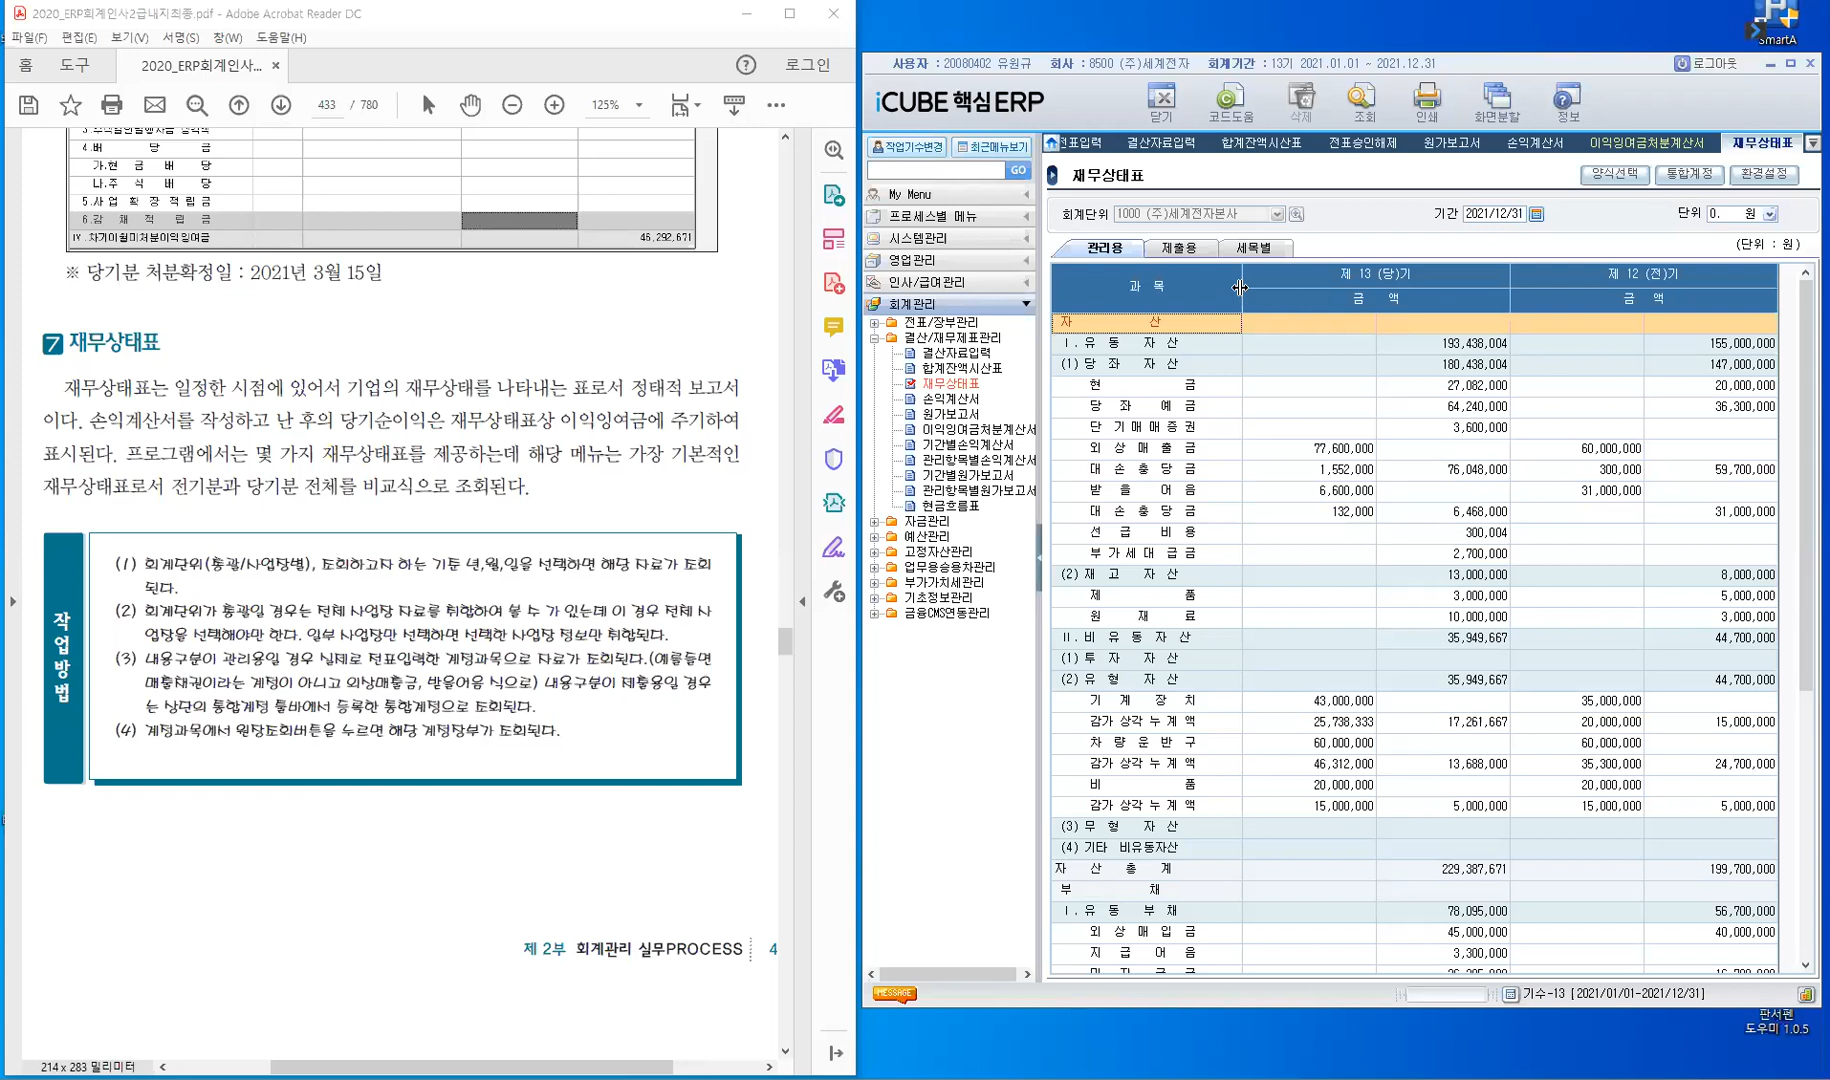 2020_ERP회계인사2급내지최종.pdf - Adobe Acrobat Reader DC
파일(F) 편집(E) 보기(V) 서명(S) 창(W) 도움말(H)
홈 도구 2020_ERP회계인사... × 로그인
433 / 780 125%
4.배 당 금
가.현 금 배 당
나.주 식 배 당
5.사 업 확 장 적 립 금
6.감 채 적 립 금
Ⅳ.차기이월미처분이익잉여금 46,292,671
※ 당기분 처분확정일 : 2021년 3월 15일
7 재무상태표
재무상태표는 일정한 시점에 있어서 기업의 재무상태를 나타내는 표로서 정태적 보고서
이다. 손익계산서를 작성하고 난 후의 당기순이익은 재무상태표상 이익잉여금에 주기하여
표시된다. 프로그램에서는 몇 가지 재무상태표를 제공하는데 해당 메뉴는 가장 기본적인
재무상태표로서 전기분과 당기분 전체를 비교식으로 조회된다.
작업방법
(1) 회계단위(통괄/사업장별), 조회하고자 하는 기준 년,월,일을 선택하면 해당 자료가 조회
된다.
(2) 회계단위가 통괄일 경우는 전체 사업장 자료를 취합하여 볼 수 가 있는데 이 경우 전체 사
업장을 선택해야만 한다. 일부 사업장만 선택하면 선택한 사업장 정보만 취합된다.
(3) 내용구분이 관리용일 경우 실제로 전표입력한 계정과목으로 자료가 조회된다.(예를들면
매출채권이라는 계정이 아니고 외상매출금, 받을어음 식으로) 내용구분이 제출용일 경우
는 상단의 통합계정 툴바에서 등록한 통합계정으로 조회된다.
(4) 계정과목에서 원장조회버튼을 누르면 해당 계정장부가 조회된다.
제 2부 회계관리 실무PROCESS 4
214 x 283 밀리미터
SmartA
사용자 : 20080402 유원규 회사 : 8500 (주)세계전자 회계기간 : 13기 2021.01.01 ~ 2021.12.31 로그아웃
iCUBE 핵심ERP
닫기 코드도움 삭제 조회 인쇄 화면분할 정보
작업기수변경 최근메뉴보기
GO
My Menu
프로세스별 메뉴
시스템관리
영업관리
인사/급여관리
회계관리
전표/장부관리
결산/재무제표관리
결산자료입력
합계잔액시산표
재무상태표
손익계산서
원가보고서
이익잉여금처분계산서
기간별손익계산서
관리항목별손익계산서
기간별원가보고서
관리항목별원가보고서
현금흐름표
자금관리
예산관리
고정자산관리
업무용승용차관리
부가가치세관리
기초정보관리
금융CMS연동관리
MESSAGE
전표입력 결산자료입력 합계잔액시산표 전표승인해제 원가보고서 손익계산서 이익잉여금처분계산서 재무상태표
재무상태표 양식선택 통합계정 환경설정
회계단위 1000 (주)세계전자본사 기간 2021/12/31 단위 0. 원
관리용 제출용 세목별 (단위 : 원)
과 목 제 13 (당)기 제 12 (전)기
금 액 금 액
자 산
Ⅰ.유 동 자 산 193,438,004 155,000,000
(1)당 좌 자 산 180,438,004 147,000,000
현 금 27,082,000 20,000,000
당 좌 예 금 64,240,000 36,300,000
단 기 매 매 증 권 3,600,000
외 상 매 출 금 77,600,000 60,000,000
대 손 충 당 금 1,552,000 76,048,000 300,000 59,700,000
받 을 어 음 6,600,000 31,000,000
대 손 충 당 금 132,000 6,468,000 31,000,000
선 급 비 용 300,004
부 가 세 대 급 금 2,700,000
(2)재 고 자 산 13,000,000 8,000,000
제 품 3,000,000 5,000,000
원 재 료 10,000,000 3,000,000
Ⅱ.비 유 동 자 산 35,949,667 44,700,000
(1)투 자 자 산
(2)유 형 자 산 35,949,667 44,700,000
기 계 장 치 43,000,000 35,000,000
감가 상각 누 계 액 25,738,333 17,261,667 20,000,000 15,000,000
차 량 운 반 구 60,000,000 60,000,000
감가 상각 누 계 액 46,312,000 13,688,000 35,300,000 24,700,000
비 품 20,000,000 20,000,000
감가 상각 누 계 액 15,000,000 5,000,000 15,000,000 5,000,000
(3)무 형 자 산
(4)기타 비유동자산
자 산 총 계 229,387,671 199,700,000
부 채
Ⅰ.유 동 부 채 78,095,000 56,700,000
외 상 매 입 금 45,000,000 40,000,000
지 급 어 음 3,300,000
기수-13 [2021/01/01-2021/12/31]
판서펜
도우미 1.0.5